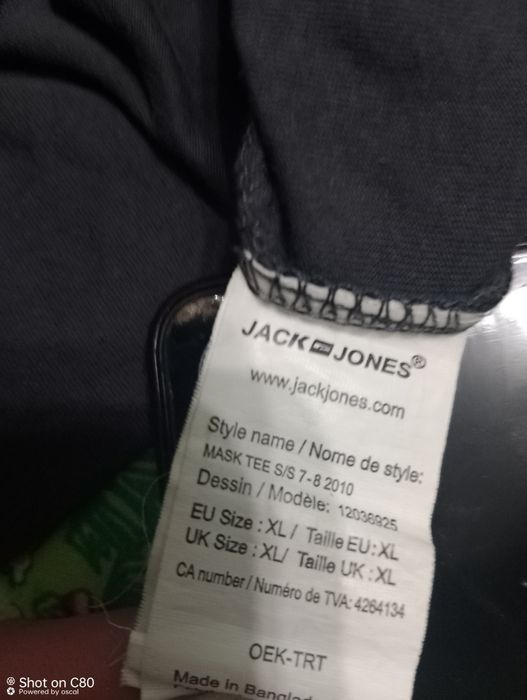 JACK JONES®
www.jackjones.com
Style name / Nome de style:
MASK TEE S/S 7-8 2010
Dessin / Modèle: 12036925
EU Size : XL / Taille EU : XL
UK Size : XL/ Taille UK : XL
CA number / Numéro de TVA: 4264134
OEK-TRT
Made in
Shot on C80
Powered by oscal